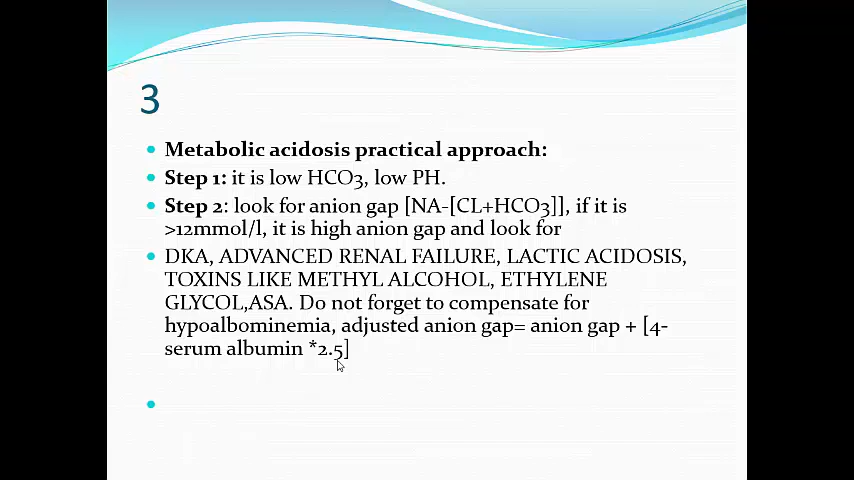 3
Metabolic acidosis practical approach:
Step 1: it is low HCO3, low PH.
Step 2: look for anion gap [NA-[CL+HCO3]], if it is
>12mmol/l, it is high anion gap and look for
DKA, ADVANCED RENAL FAILURE, LACTIC ACIDOSIS,
TOXINS LIKE METHYL ALCOHOL, ETHYLENE
GLYCOL,ASA. Do not forget to compensate for
hypoalbominemia, adjusted anion gap= anion gap + [4-
serum albumin *2.5]